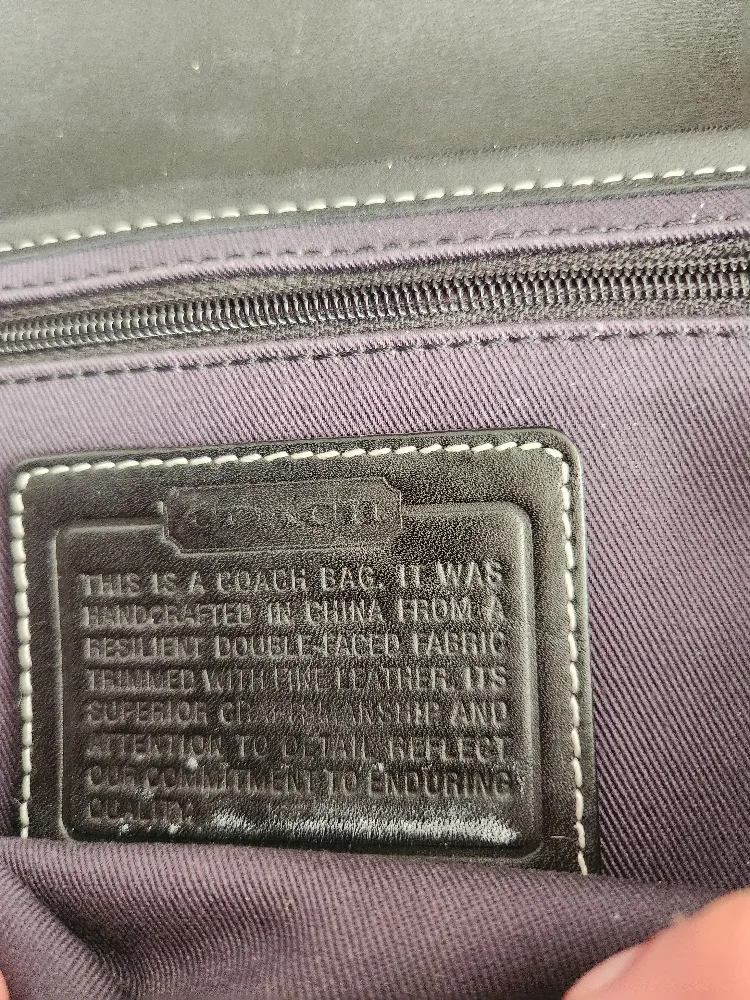 COACH
THIS IS A COACH BAG. IT WAS
HANDCRAFTED IN CHINA FROM A
RESILIENT DOUBLE-FACED FABRIC
TRIMMED WITH FINE LEATHER. ITS
SUPERIOR CRAFTSMANSHIP AND
ATTENTION TO DETAIL REFLECT
OUR COMMITMENT TO ENDURING
QUALITY.